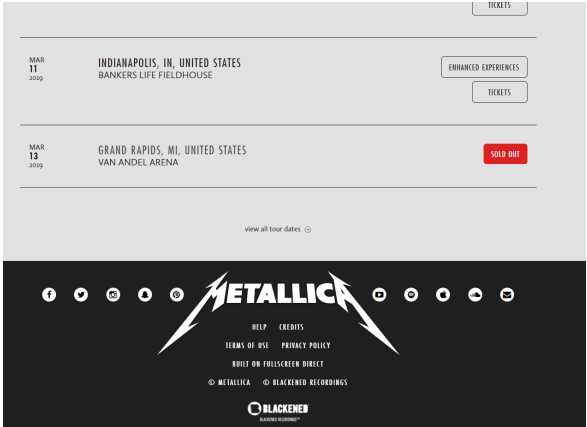 TICKETS
MAR
11
2019
INDIANAPOLIS, IN, UNITED STATES
BANKERS LIFE FIELDHOUSE
ENHANCED EXPERIENCES
TICKETS
MAR
13
2019
GRAND RAPIDS, MI, UNITED STATES
VAN ANDEL ARENA
SOLD OUT
view all tour dates
METALLICA
HELP CREDITS
TERMS OF USE PRIVACY POLICY
BUILT ON FULLSCREEN DIRECT
© METALLICA © BLACKENED RECORDINGS
BLACKENED
BLACKENED RECORDINGS™